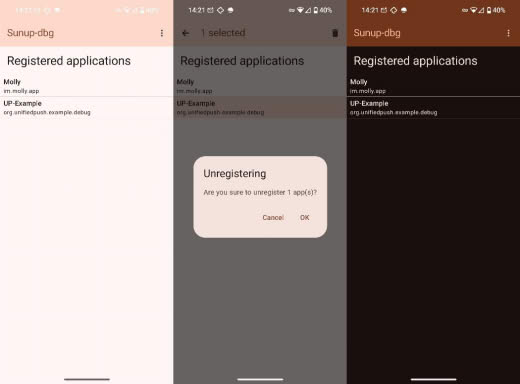 14:21
40%
Sunup-dbg
Registered applications
Molly
im.molly.app
UP-Example
org.unifiedpush.example.debug
14:21
40%
1 selected
Registered applications
Molly
im.molly.app
UP-Example
org.unifiedpush.example.debug
Unregistering
Are you sure to unregister 1 app(s)?
Cancel
OK
14:21
40%
Sunup-dbg
Registered applications
Molly
im.molly.app
UP-Example
org.unifiedpush.example.debug